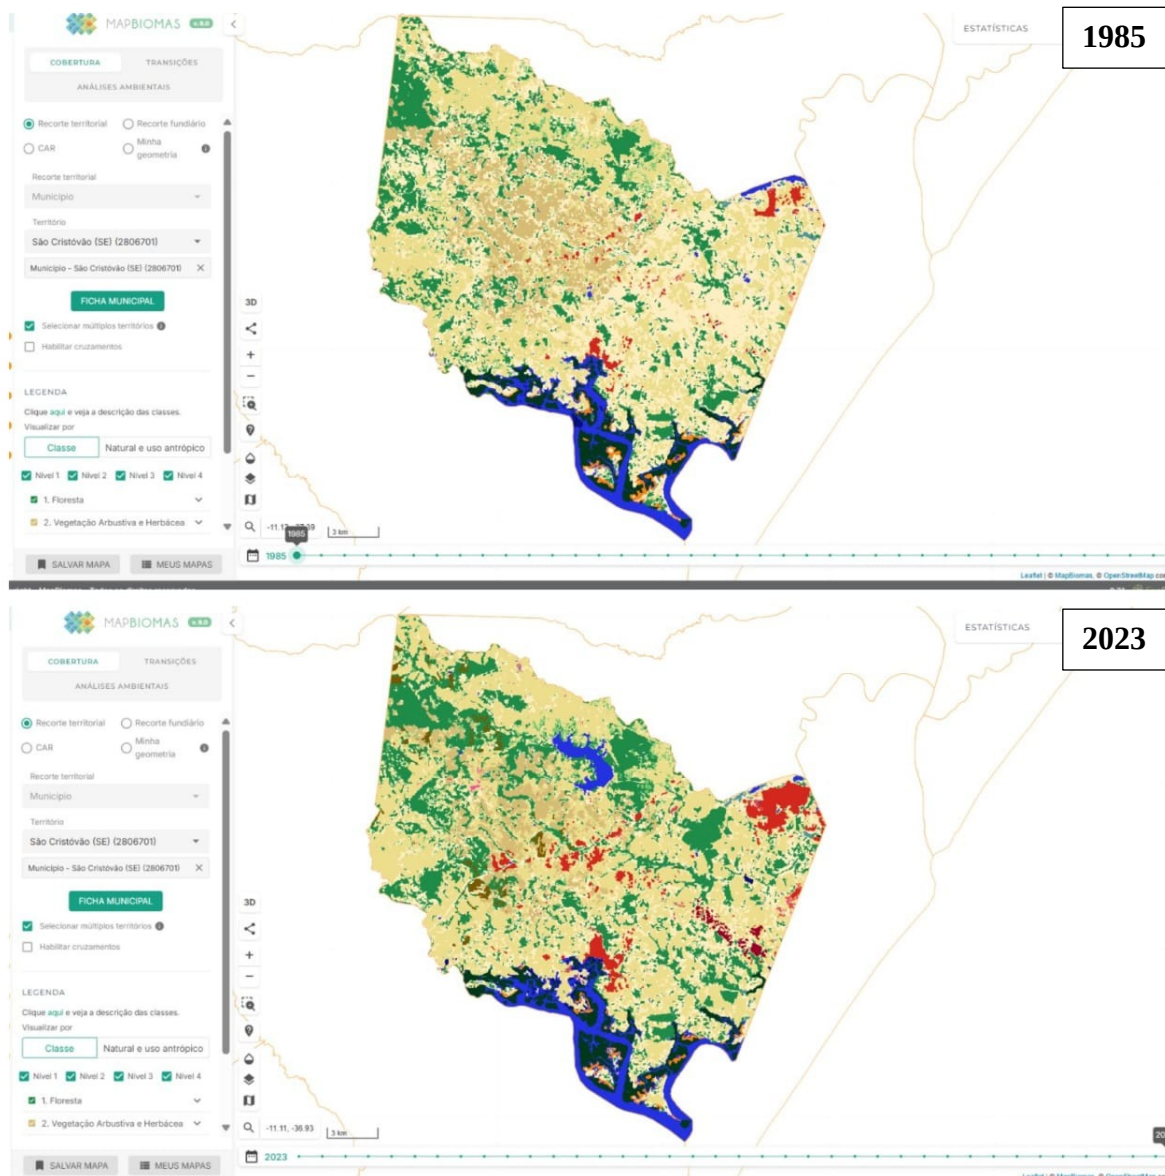 MAPBIOMAS
ESTATÍSTICAS
1985
COBERTURA TRANSIÇÕES
ANÁLISES AMBIENTAIS
Recorte territorial Recorte fundiário
CAR Minha geometria
Recorte territorial
Município
Território
São Cristóvão (SE) (2806701)
Município - São Cristóvão (SE) (2806701)
FICHA MUNICIPAL
Selecionar múltiplos territórios
Habilitar cruzamentos
3D
LEGENDA
Clique aqui e veja a descrição das classes.
Visualizar por
Classe Natural e uso antrópico
Nível 1 Nível 2 Nível 3 Nível 4
1. Floresta
2. Vegetação Arbustiva e Herbácea
3 km
1985
SALVAR MAPA MEUS MAPAS
1985
Leaflet | © MapBiomas, © OpenStreetMap
MAPBIOMAS
ESTATÍSTICAS
2023
COBERTURA TRANSIÇÕES
ANÁLISES AMBIENTAIS
Recorte territorial Recorte fundiário
CAR Minha geometria
Recorte territorial
Município
Território
São Cristóvão (SE) (2806701)
Município - São Cristóvão (SE) (2806701)
FICHA MUNICIPAL
Selecionar múltiplos territórios
Habilitar cruzamentos
3D
LEGENDA
Clique aqui e veja a descrição das classes.
Visualizar por
Classe Natural e uso antrópico
Nível 1 Nível 2 Nível 3 Nível 4
1. Floresta
2. Vegetação Arbustiva e Herbácea
-11.11, -36.93
3 km
SALVAR MAPA MEUS MAPAS
2023